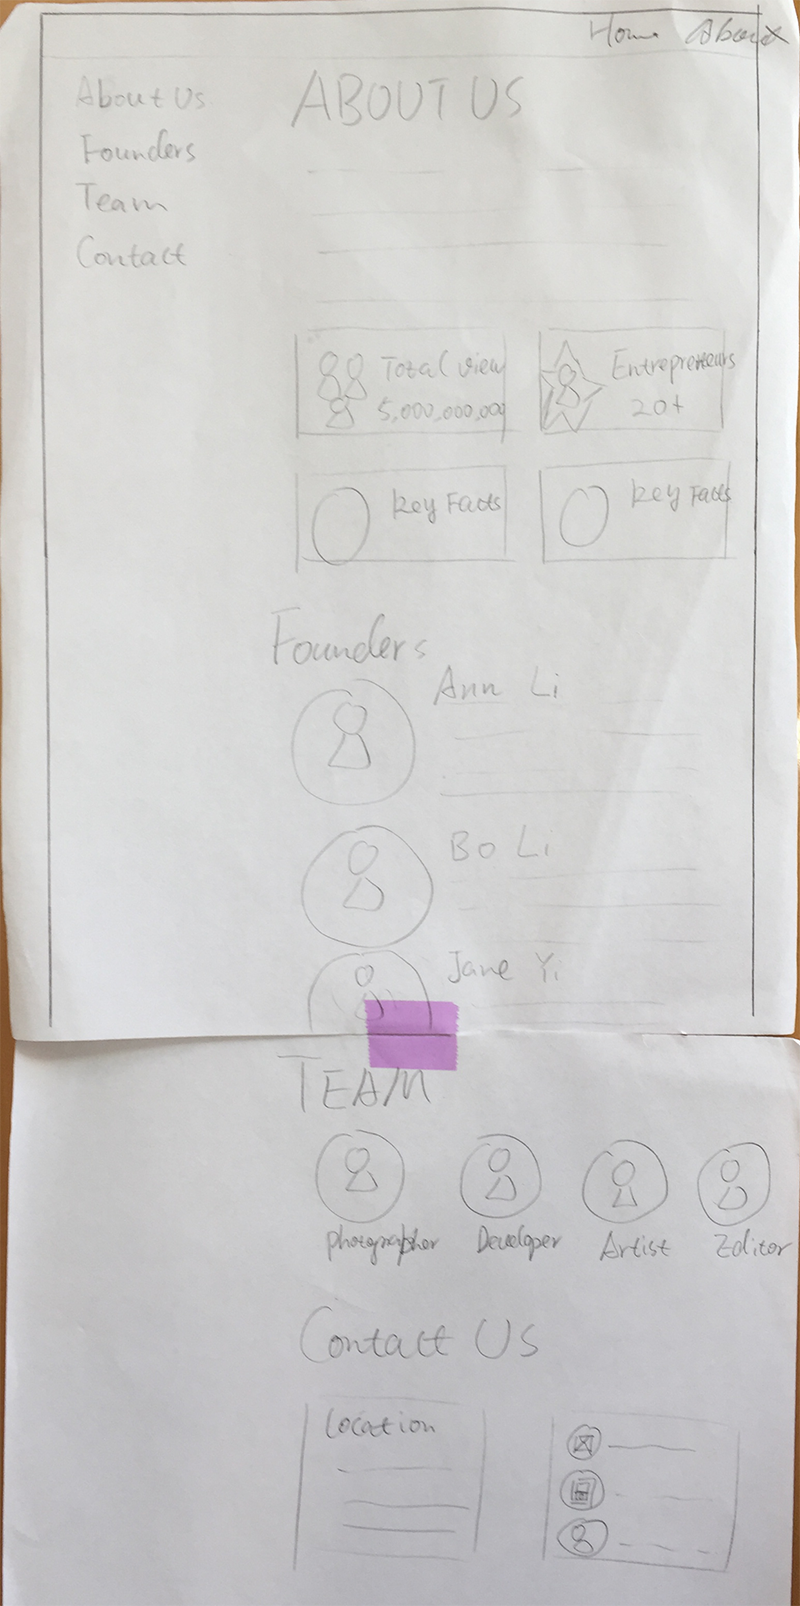 Home About
About Us
Founders
Team
Contact
ABOUT US
Total view
5,000,000,000
Entrepreneurs
20+
Key Facts
Key Facts
Founders
Ann Li
Bo Li
Jane Yi
TEAM
photographer
Developer
Artist
Editor
Contact Us
Location